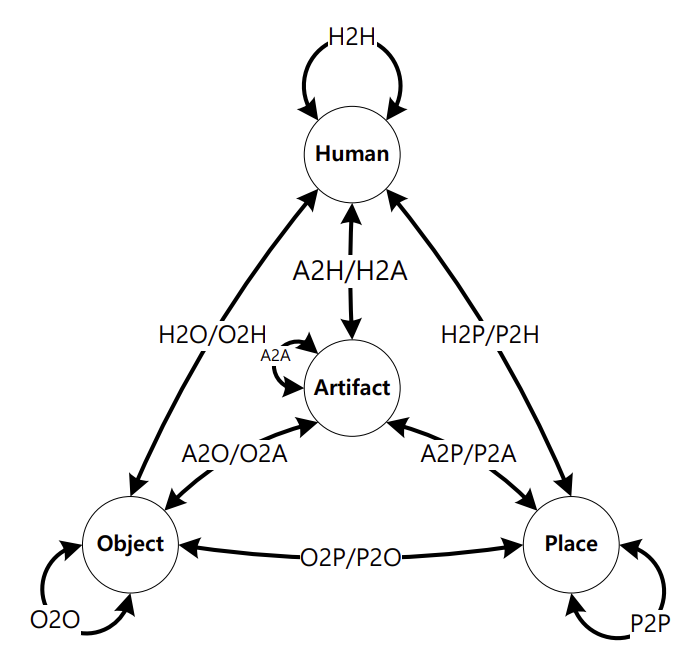 H2H
Human
A2H/H2A
H2O/O2H
H2P/P2H
A2A
Artifact
A2O/O2A
A2P/P2A
Object
Place
O2P/P2O
O2O
P2P